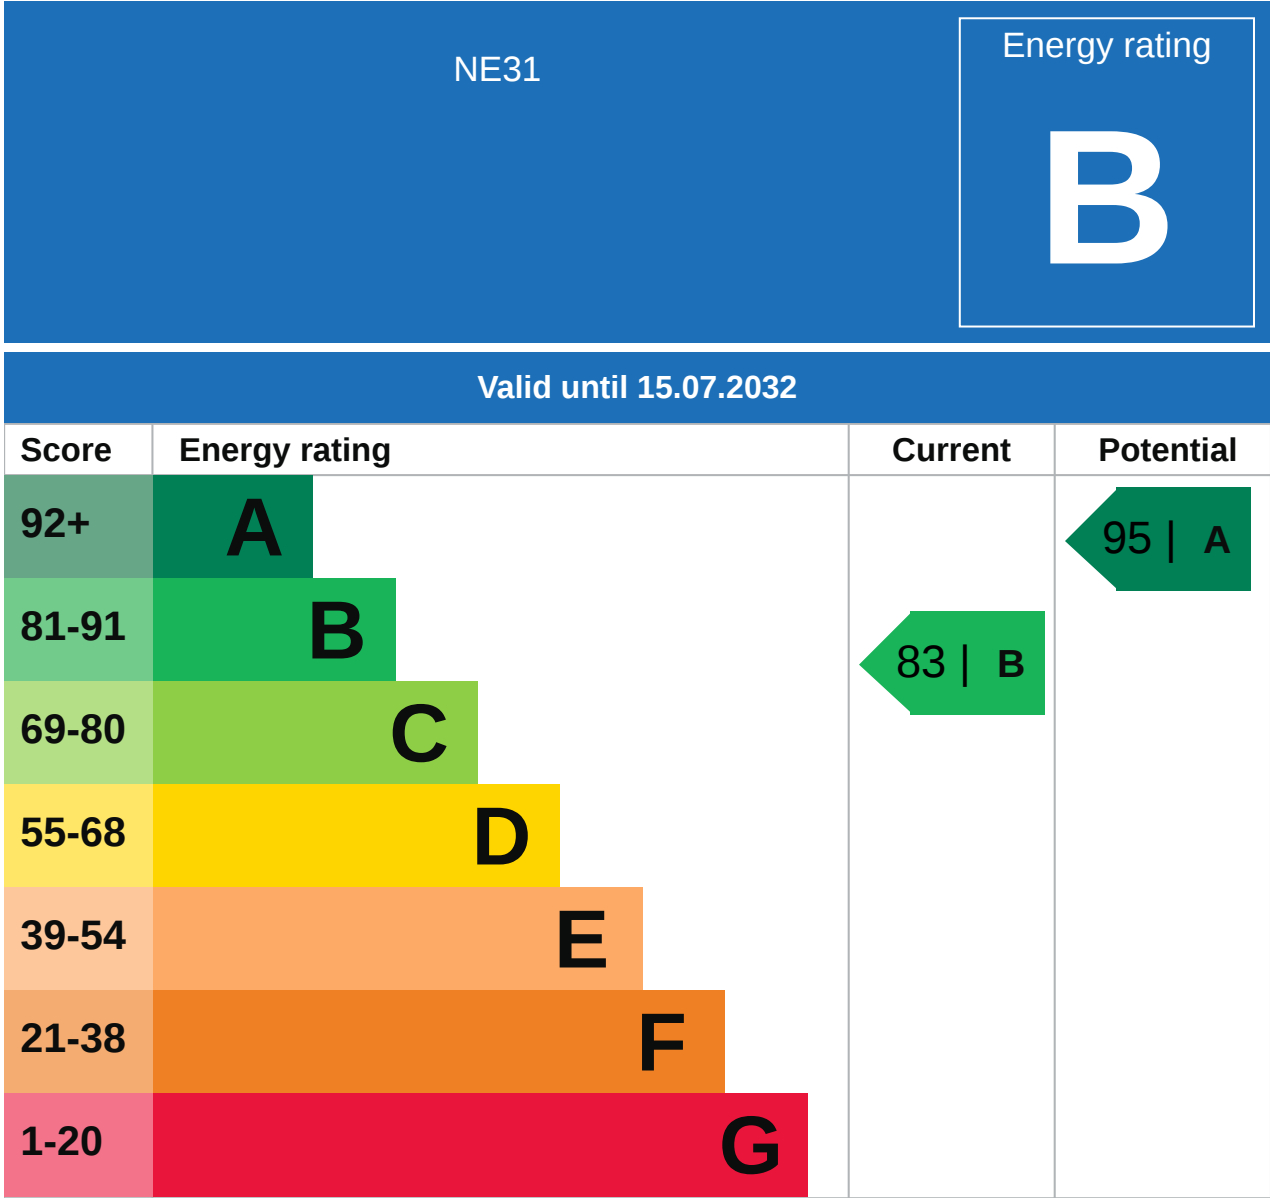 NE31
Energy rating
B
Valid until 15.07.2032
Score Energy rating Current Potential
92+ A 95 | A
81-91 B 83 | B
69-80 C
55-68 D
39-54 E
21-38 F
1-20 G